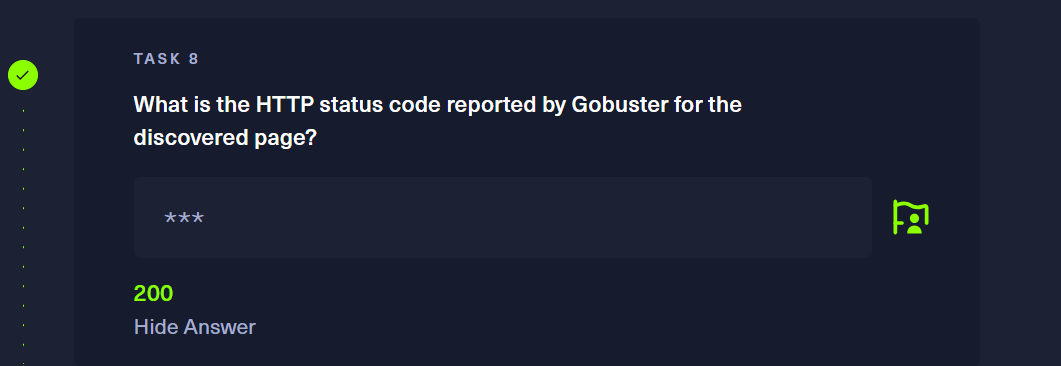 TASK 8
What is the HTTP status code reported by Gobuster for the
discovered page?
***
200
Hide Answer